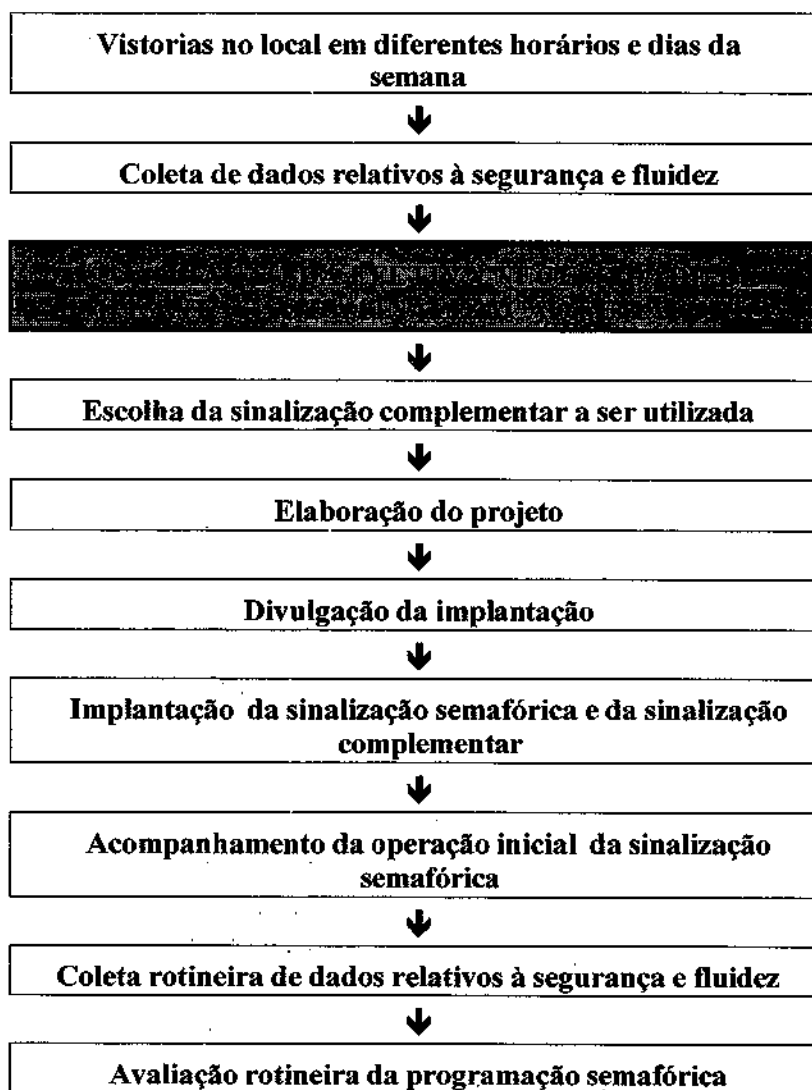 Vistorias no local em diferentes horários e dias da
semana
Coleta de dados relativos à segurança e fluidez
Escolha da sinalização complementar a ser utilizada
Elaboração do projeto
Divulgação da implantação
Implantação da sinalização semafórica e da sinalização
complementar
Acompanhamento da operação inicial da sinalização
semafórica
Coleta rotineira de dados relativos à segurança e fluidez
Avaliação rotineira da programação semafórica